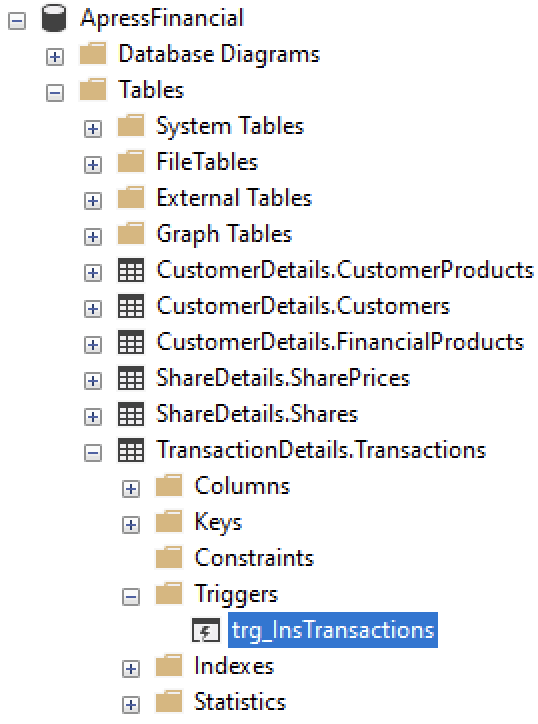 ApressFinancial
Database Diagrams
Tables
System Tables
FileTables
External Tables
Graph Tables
CustomerDetails.CustomerProducts
CustomerDetails.Customers
CustomerDetails.FinancialProducts
ShareDetails.SharePrices
ShareDetails.Shares
TransactionDetails.Transactions
Columns
Keys
Constraints
Triggers
trg_InsTransactions
Indexes
Statistics